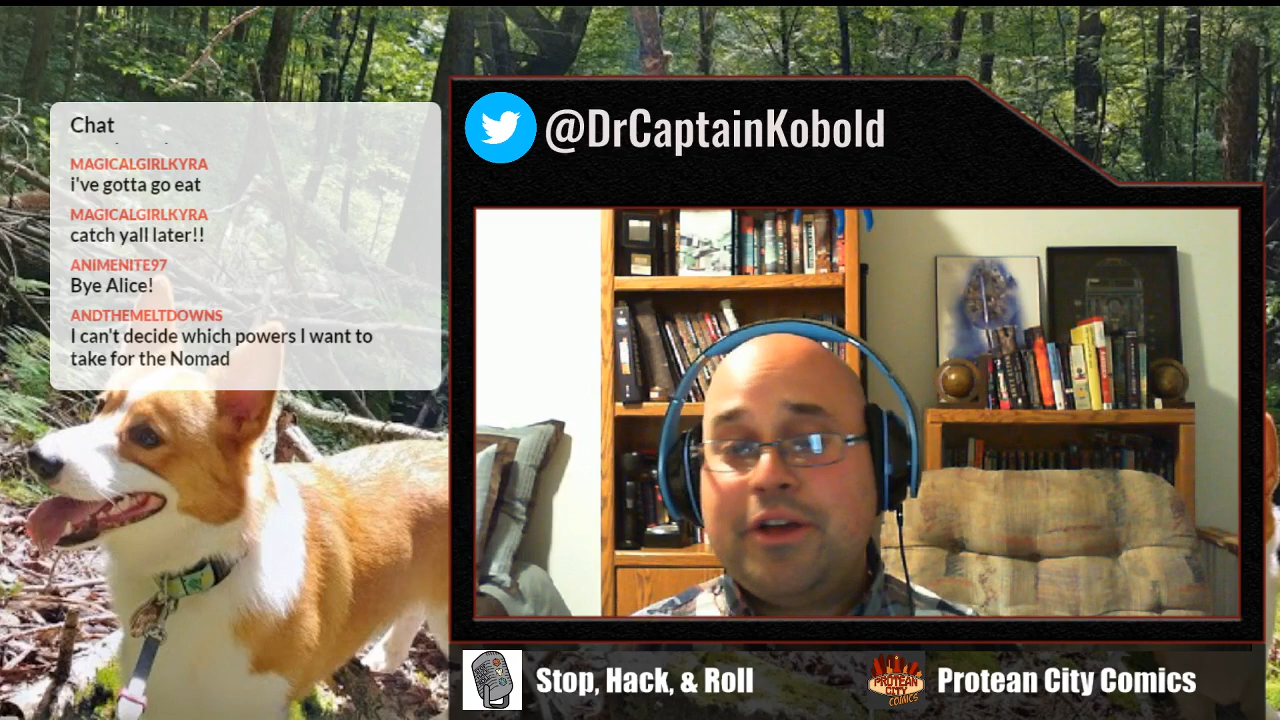 Chat
MAGICALGIRLKYRA
i've gotta go eat
MAGICALGIRLKYRA
catch yall later!!
ANIMENITE97
Bye Alice!
ANDTHEMELTDOWNS
I can't decide which powers I want to
take for the Nomad
@DrCaptainKobold
Stop, Hack, & Roll
PROTEAN
CITY
COMICS
Protean City Comics